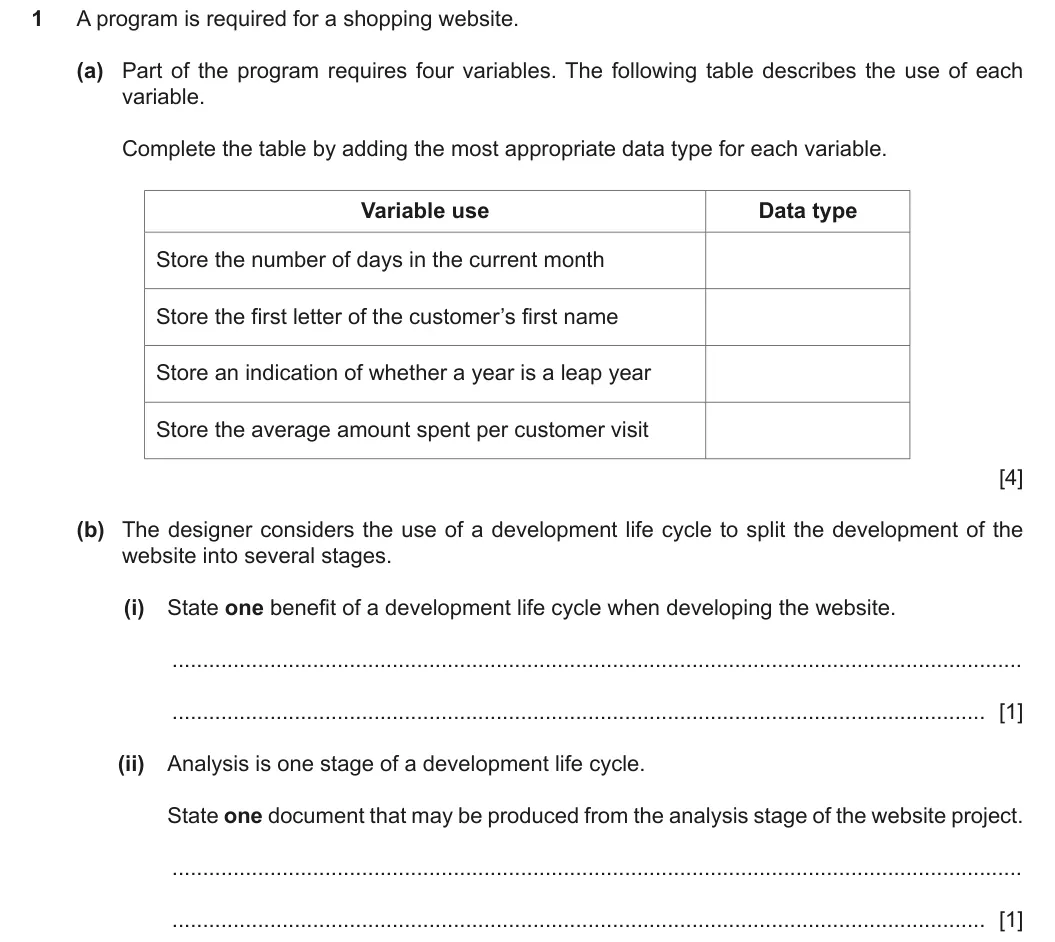 1 A program is required for a shopping website.
(a) Part of the program requires four variables. The following table describes the use of each
variable.
Complete the table by adding the most appropriate data type for each variable.
Variable use Data type
Store the number of days in the current month
Store the first letter of the customer’s first name
Store an indication of whether a year is a leap year
Store the average amount spent per customer visit
[4]
(b) The designer considers the use of a development life cycle to split the development of the
website into several stages.
(i) State one benefit of a development life cycle when developing the website.
...................................................................................................................................
............................................................................................................................. [1]
(ii) Analysis is one stage of a development life cycle.
State one document that may be produced from the analysis stage of the website project.
...................................................................................................................................
............................................................................................................................. [1]